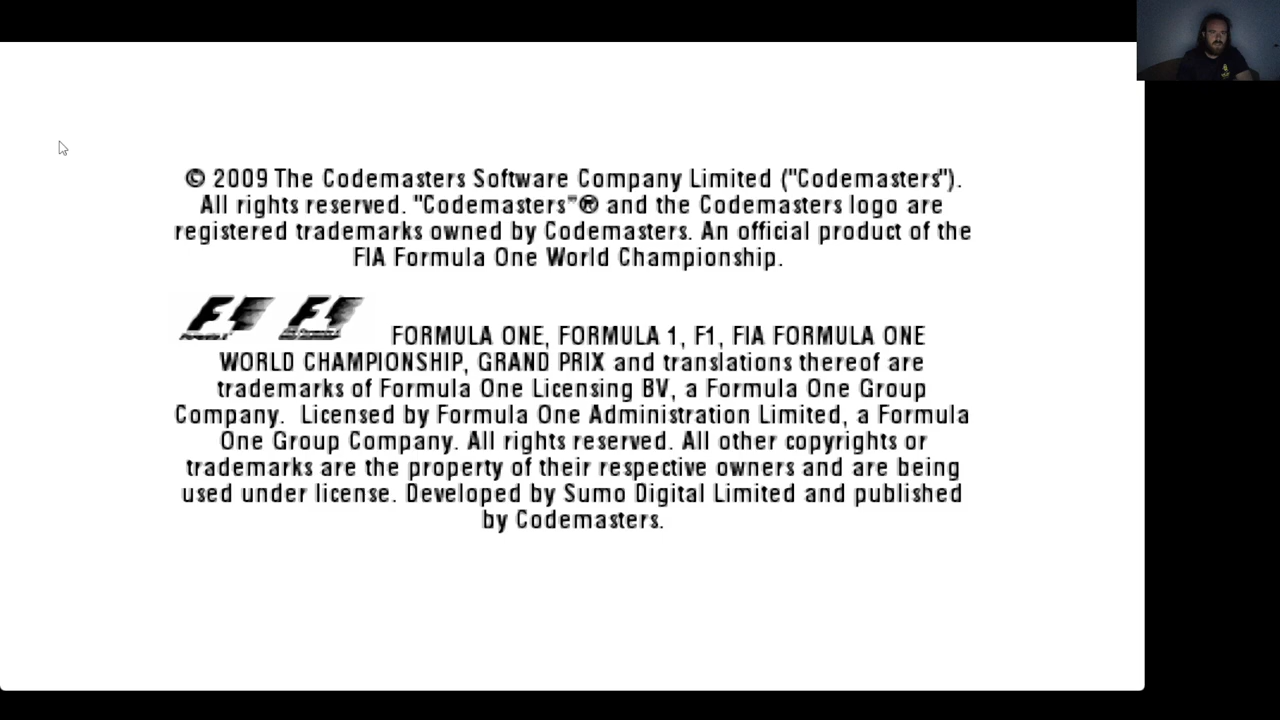 © 2009 The Codemasters Software Company Limited ("Codemasters").
All rights reserved. "Codemasters"® and the Codemasters logo are
registered trademarks owned by Codemasters. An official product of the
FIA Formula One World Championship.
F1 F1 FORMULA ONE, FORMULA 1, F1, FIA FORMULA ONE
WORLD CHAMPIONSHIP, GRAND PRIX and translations thereof are
trademarks of Formula One Licensing BV, a Formula One Group
Company. Licensed by Formula One Administration Limited, a Formula
One Group Company. All rights reserved. All other copyrights or
trademarks are the property of their respective owners and are being
used under license. Developed by Sumo Digital Limited and published
by Codemasters.